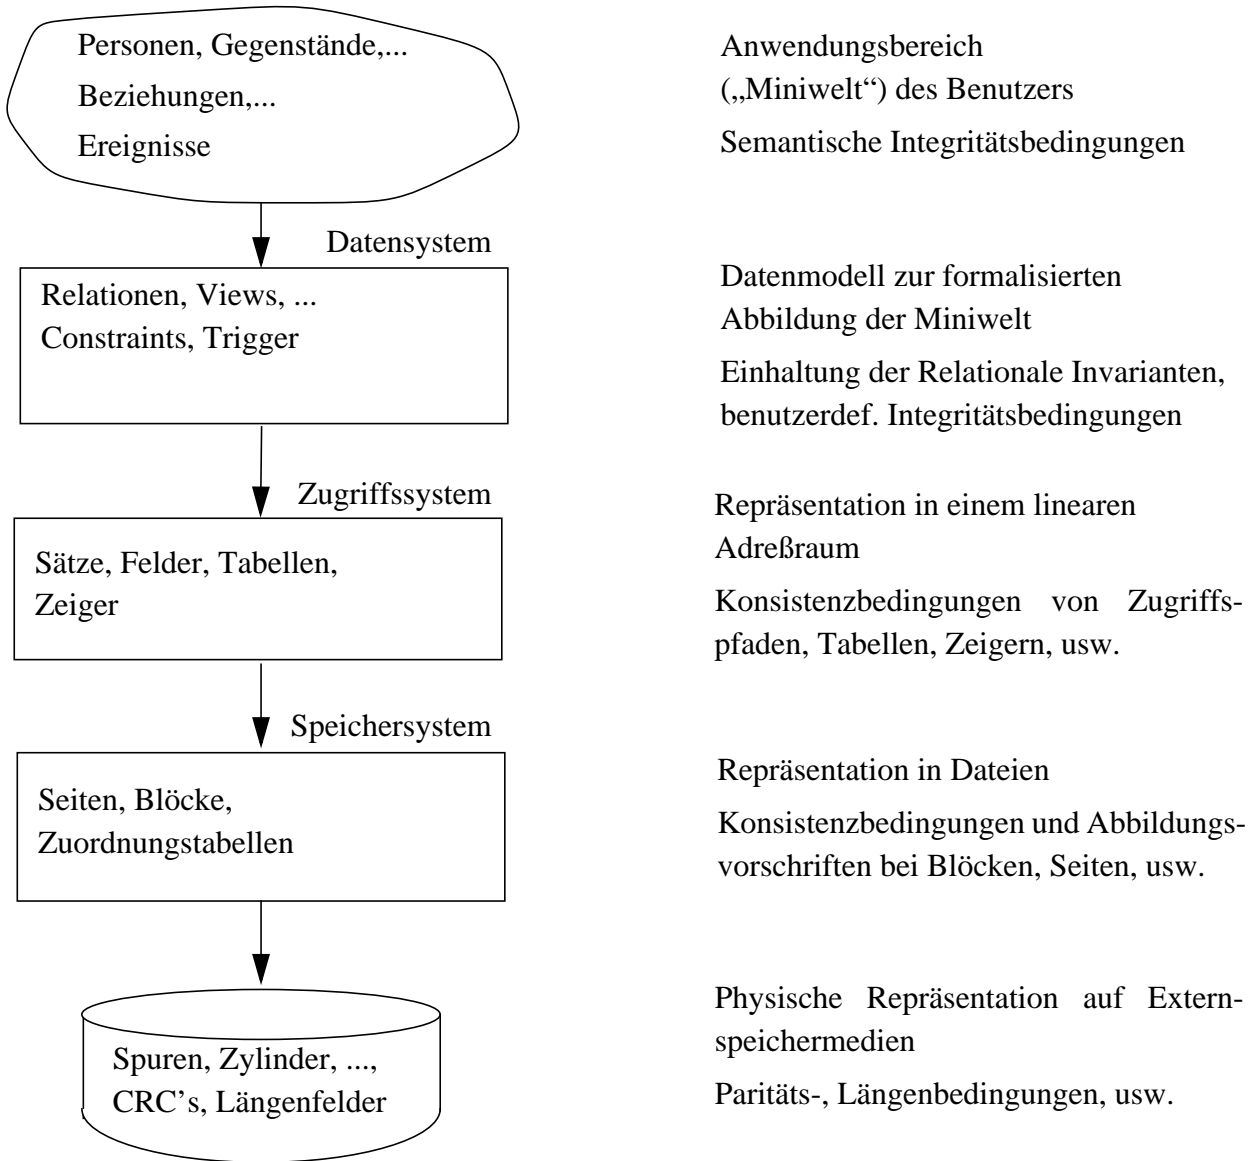 Personen, Gegenstände,...
Beziehungen,...
Ereignisse
Anwendungsbereich
(„Miniwelt“) des Benutzers
Semantische Integritätsbedingungen
Datensystem
Relationen, Views, ...
Constraints, Trigger
Datenmodell zur formalisierten
Abbildung der Miniwelt
Einhaltung der Relationale Invarianten,
benutzerdef. Integritätsbedingungen
Zugriffssystem
Sätze, Felder, Tabellen,
Zeiger
Repräsentation in einem linearen
Adreßraum
Konsistenzbedingungen von Zugriffs-
pfaden, Tabellen, Zeigern, usw.
Speichersystem
Seiten, Blöcke,
Zuordnungstabellen
Repräsentation in Dateien
Konsistenzbedingungen und Abbildungs-
vorschriften bei Blöcken, Seiten, usw.
Spuren, Zylinder, ...,
CRC’s, Längenfelder
Physische Repräsentation auf Extern-
speichermedien
Paritäts-, Längenbedingungen, usw.